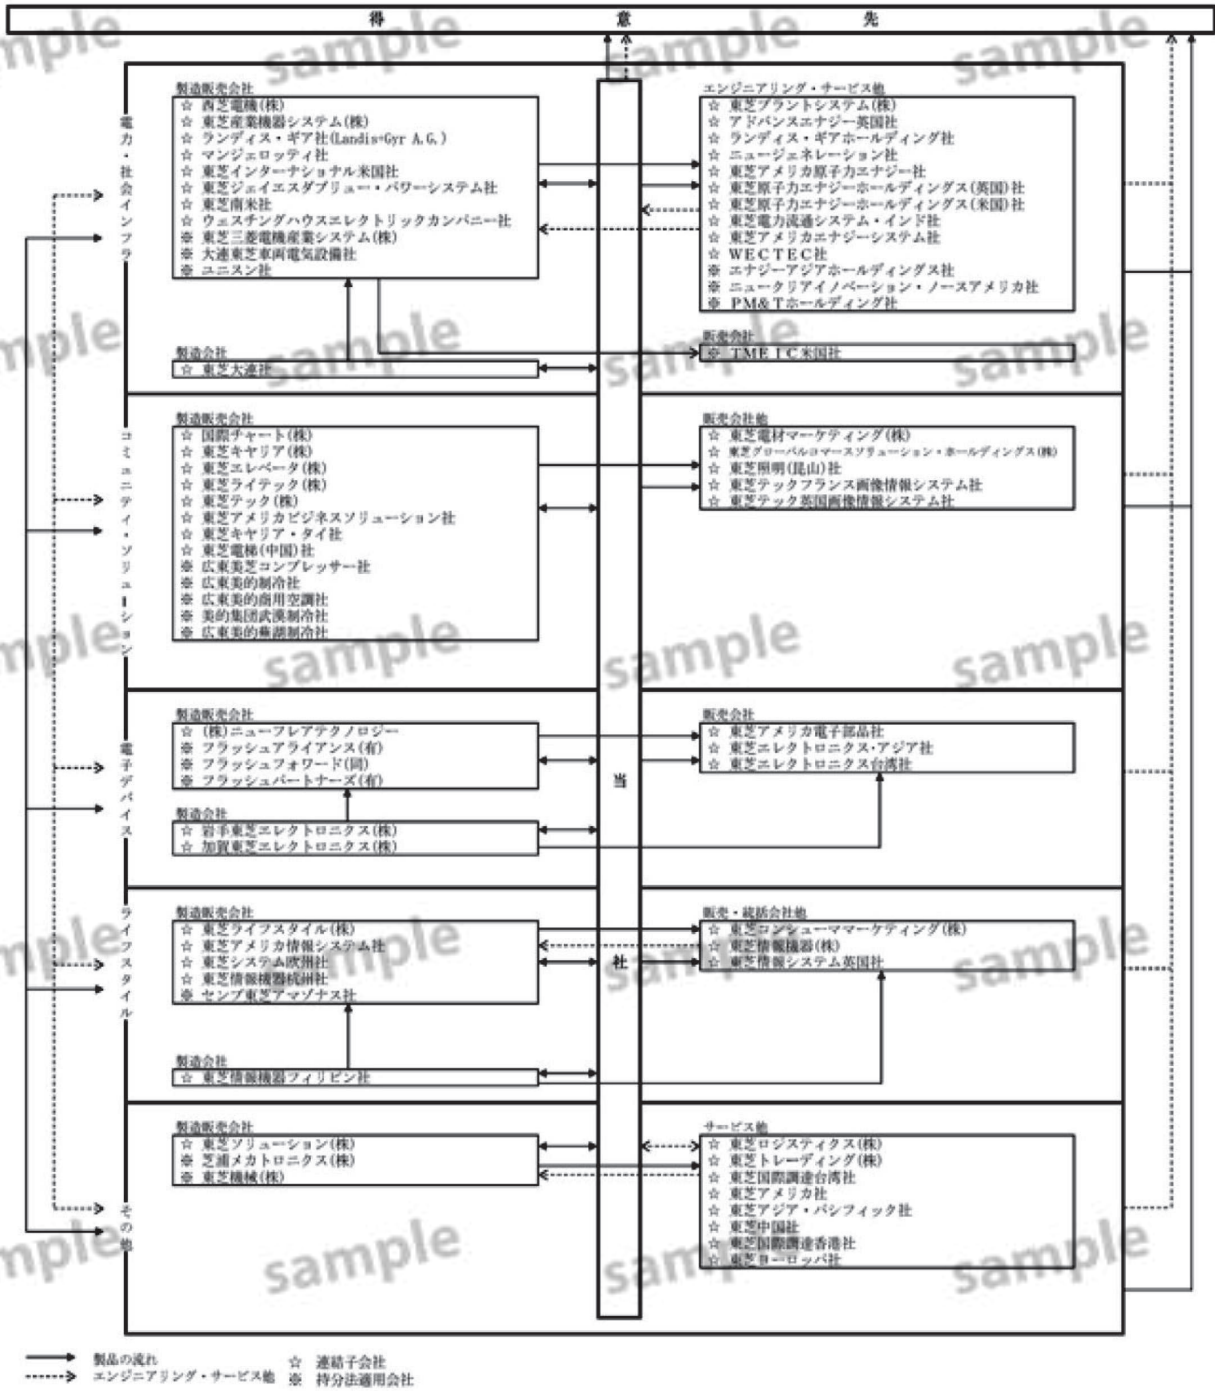 得意先
電力・社会インフラ
製造販売会社
☆ 西芝電機(株)
☆ 東芝産業機器システム(株)
☆ ランディス・ギア社(Landis+Gyr A.G.)
☆ マンジェロッティ社
☆ 東芝インターナショナル米国社
☆ 東芝ジェイエスダブリュー・パワーシステム社
☆ 東芝南米社
☆ ウェスチングハウスエレクトリックカンパニー社
※ 東芝三菱電機産業システム(株)
※ 大連東芝車両電気設備社
※ ユニスン社
製造会社
☆ 東芝大連社
エンジニアリング・サービス他
☆ 東芝プラントシステム(株)
☆ アドバンスエナジー英国社
☆ ランディス・ギアホールディング社
☆ ニュージェネレーション社
☆ 東芝アメリカ原子力エナジー社
☆ 東芝原子力エナジーホールディングス(英国)社
☆ 東芝原子力エナジーホールディングス(米国)社
☆ 東芝電力流通システム・インド社
☆ 東芝アメリカエナジーシステム社
☆ WECTEC社
※ エナジーアジアホールディングス社
※ ニュークリアイノベーション・ノースアメリカ社
※ PM&Tホールディング社
販売会社
※ TMEIC米国社
コミュニティ・ソリューション
製造販売会社
☆ 国際チャート(株)
☆ 東芝キヤリア(株)
☆ 東芝エレベータ(株)
☆ 東芝ライテック(株)
☆ 東芝テック(株)
☆ 東芝アメリカビジネスソリューション社
☆ 東芝キヤリア・タイ社
☆ 東芝電梯(中国)社
※ 広東美芝コンプレッサー社
※ 広東美的制冷社
※ 広東美的商用空調社
※ 美的集団武漢制冷社
※ 広東美的蕪湖制冷社
販売会社他
☆ 東芝電材マーケティング(株)
☆ 東芝グローバルコマースソリューション・ホールディングス(株)
☆ 東芝照明(昆山)社
☆ 東芝テックフランス画像情報システム社
☆ 東芝テック英国画像情報システム社
電子デバイス
製造販売会社
☆ (株)ニューフレアテクノロジー
※ フラッシュアライアンス(有)
※ フラッシュフォワード(同)
※ フラッシュパートナーズ(有)
製造会社
☆ 岩手東芝エレクトロニクス(株)
☆ 加賀東芝エレクトロニクス(株)
当社
販売会社
☆ 東芝アメリカ電子部品社
☆ 東芝エレクトロニクス・アジア社
☆ 東芝エレクトロニクス台湾社
ライフスタイル
製造販売会社
☆ 東芝ライフスタイル(株)
☆ 東芝アメリカ情報システム社
☆ 東芝システム欧州社
☆ 東芝情報機器杭州社
※ センプ東芝アマゾナス社
製造会社
☆ 東芝情報機器フィリピン社
販売・統括会社他
☆ 東芝コンシューママーケティング(株)
☆ 東芝情報機器(株)
☆ 東芝情報システム英国社
その他
製造販売会社
☆ 東芝ソリューション(株)
※ 芝浦メカトロニクス(株)
※ 東芝機械(株)
サービス他
☆ 東芝ロジスティクス(株)
☆ 東芝トレーディング(株)
☆ 東芝国際調達台湾社
☆ 東芝アメリカ社
☆ 東芝アジア・パシフィック社
☆ 東芝中国社
☆ 東芝国際調達香港社
☆ 東芝ヨーロッパ社
製品の流れ
エンジニアリング・サービス他
☆ 連結子会社
※ 持分法適用会社
sample